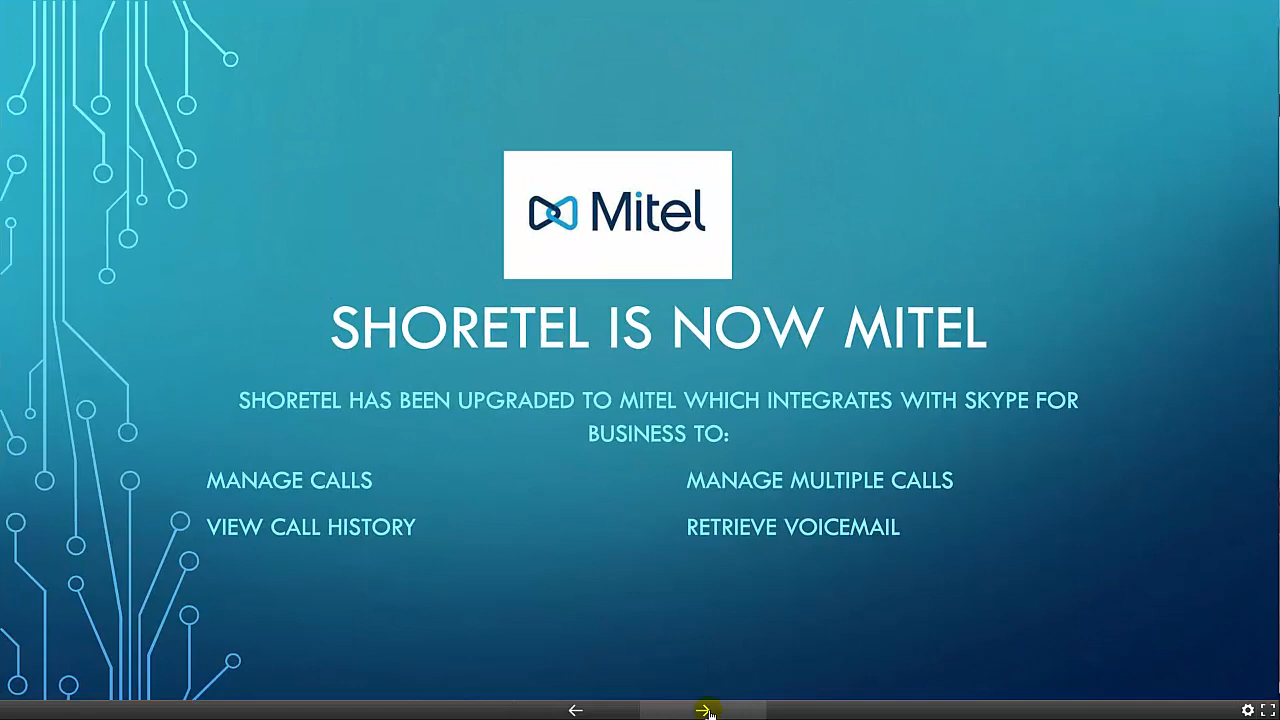 Mitel
SHORETEL IS NOW MITEL
SHORETEL HAS BEEN UPGRADED TO MITEL WHICH INTEGRATES WITH SKYPE FOR
BUSINESS TO:
MANAGE CALLS
VIEW CALL HISTORY
MANAGE MULTIPLE CALLS
RETRIEVE VOICEMAIL